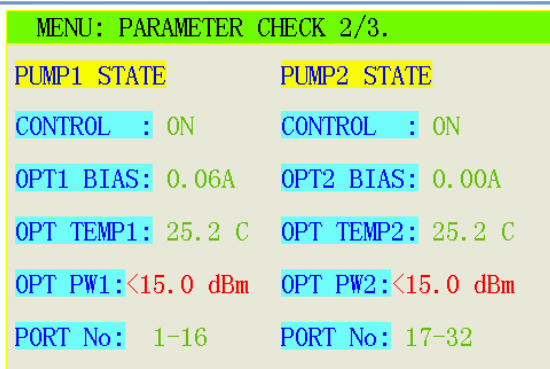 MENU: PARAMETER CHECK 2/3.
PUMP1 STATE PUMP2 STATE
CONTROL : ON CONTROL : ON
OPT1 BIAS: 0.06A OPT2 BIAS: 0.00A
OPT TEMP1: 25.2 C OPT TEMP2: 25.2 C
OPT PW1:<15.0 dBm OPT PW2:<15.0 dBm
PORT No: 1-16 PORT No: 17-32